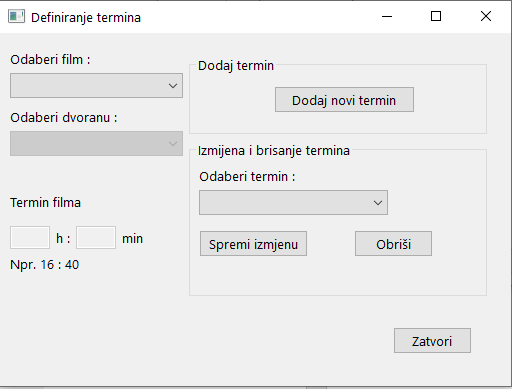 Definiranje termina
Odaberi film :
Odaberi dvoranu :
Termin filma
h : min
Npr. 16 : 40
Dodaj termin
Dodaj novi termin
Izmijena i brisanje termina
Odaberi termin :
Spremi izmjenu Obriši
Zatvori